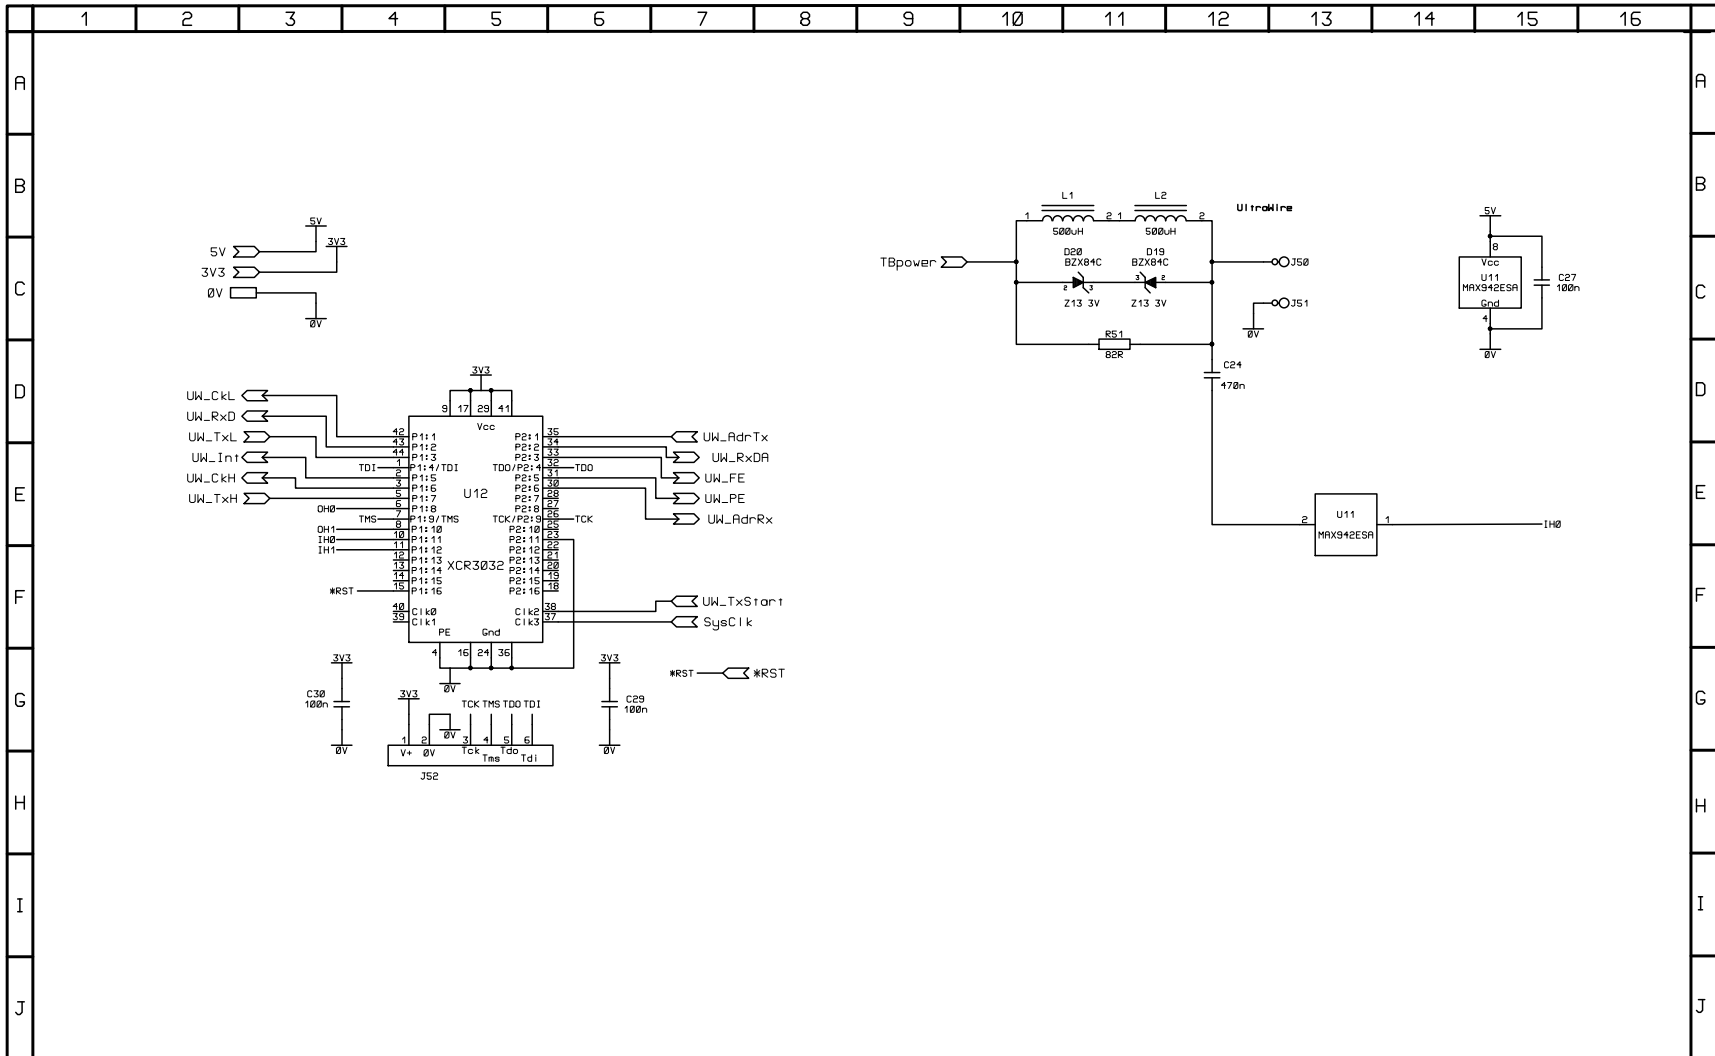 1 2 3 4 5 6 7 8 9 10 11 12 13 14 15 16
A A
B B
C C
D D
E E
F F
G G
H H
I I
J J
5V
3V3
5V
3V3
0V
0V
L1 L2
1 2 1 2
500uH 500uH
UltraWire
D20 D19
BZX84C BZX84C
TBpower
2 3 3 2
Z13 3V Z13 3V
J50
J51
0V
R51
82R
C24
470n
5V
8
Vcc
U11
MAX942ESA
Gnd
4
0V
C27
100n
3V3
9 17 29 41
Vcc
UW_CkL
UW_RxD
UW_TxL
UW_Int
UW_CkH
UW_TxH
42 P1:1 P2:1 35
43 P1:2 P2:2 34
44 P1:3 P2:3 33
TDI 1 P1:4/TDI TDO/P2:4 32 TDO
2 P1:5 P2:5 31
3 P1:6 P2:6 30
5 P1:7 P2:7 28
OH0 6 P1:8 P2:8 27
TMS 7 P1:9/TMS TCK/P2:9 26 TCK
OH1 8 P1:10 P2:10 25
IH0 10 P1:11 P2:11 23
IH1 11 P1:12 P2:12 22
12 P1:13 P2:13 21
13 P1:14 P2:14 20
14 P1:15 P2:15 19
*RST 15 P1:16 P2:16 18
40 Clk0 Clk2 38
39 Clk1 Clk3 37
U12
XCR3032
PE Gnd
4 16 24 36
0V
UW_AdrTx
UW_RxDA
UW_FE
UW_PE
UW_AdrRx
UW_TxStart
SysClk
*RST *RST
2 U11 1
MAX942ESA
IH0
3V3
C30
100n
0V
3V3
C29
100n
0V
3V3
0V
TCK TMS TDO TDI
1 2 3 4 5 6
V+ 0V Tck Tms Tdo Tdi
J52